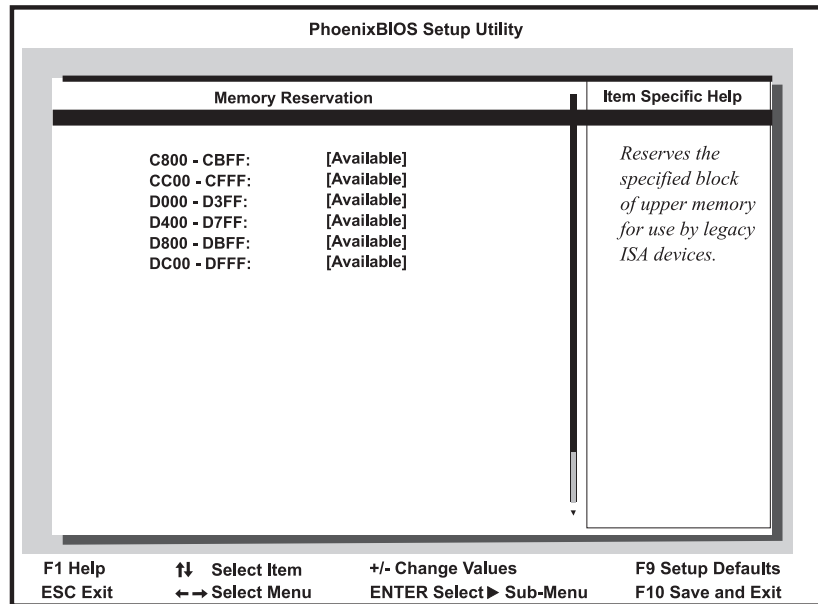 PhoenixBIOS Setup Utility
Memory Reservation
Item Specific Help
C800 - CBFF: [Available]
CC00 - CFFF: [Available]
D000 - D3FF: [Available]
D400 - D7FF: [Available]
D800 - DBFF: [Available]
DC00 - DFFF: [Available]
Reserves the
specified block
of upper memory
for use by legacy
ISA devices.
F1 Help ↑↓ Select Item +/- Change Values F9 Setup Defaults
ESC Exit ←→ Select Menu ENTER Select ▶ Sub-Menu F10 Save and Exit